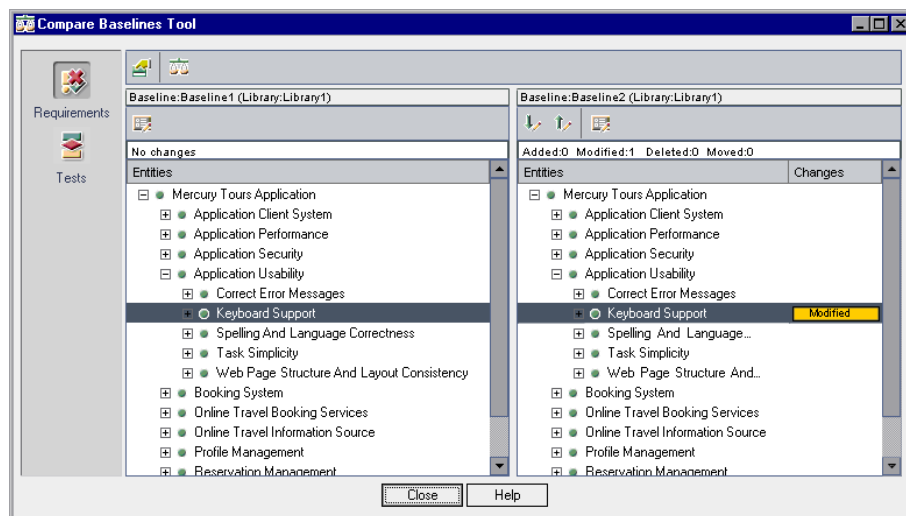 Compare Baselines Tool
Requirements
Tests
Baseline:Baseline1 (Library:Library1)
No changes
Entities
Mercury Tours Application
Application Client System
Application Performance
Application Security
Application Usability
Correct Error Messages
Keyboard Support
Spelling And Language Correctness
Task Simplicity
Web Page Structure And Layout Consistency
Booking System
Online Travel Booking Services
Online Travel Information Source
Profile Management
Reservation Management
Baseline:Baseline2 (Library:Library1)
Added:0 Modified:1 Deleted:0 Moved:0
Entities Changes
Mercury Tours Application
Application Client System
Application Performance
Application Security
Application Usability
Correct Error Messages
Keyboard Support Modified
Spelling And Language...
Task Simplicity
Web Page Structure And...
Booking System
Online Travel Booking Services
Online Travel Information Source
Profile Management
Reservation Management
Close Help